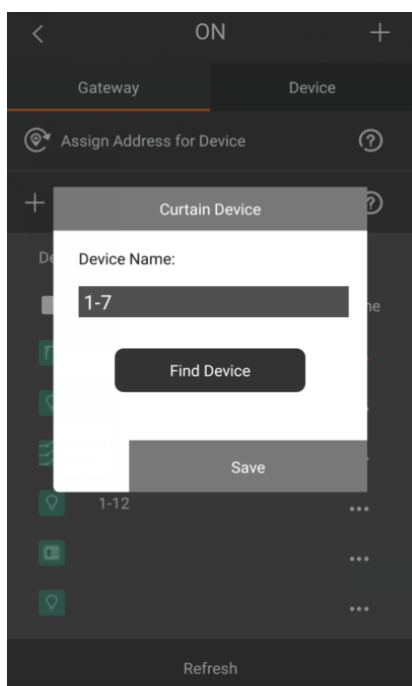 ON
Gateway Device
Assign Address for Device
Curtain Device
Device Name:
1-7
Find Device
Save
1-12
Refresh